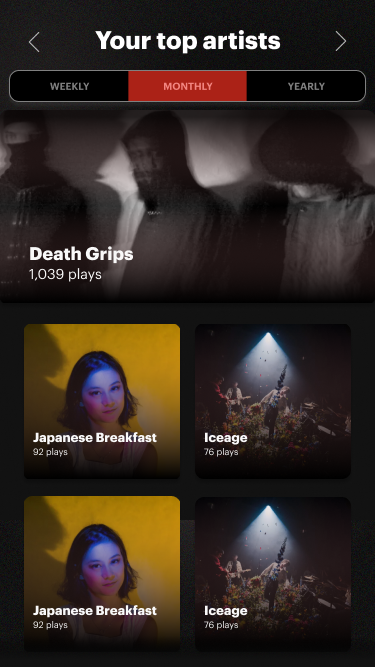 Your top artists
WEEKLY MONTHLY YEARLY
Death Grips
1,039 plays
Japanese Breakfast
92 plays
Iceage
76 plays
Japanese Breakfast
92 plays
Iceage
76 plays